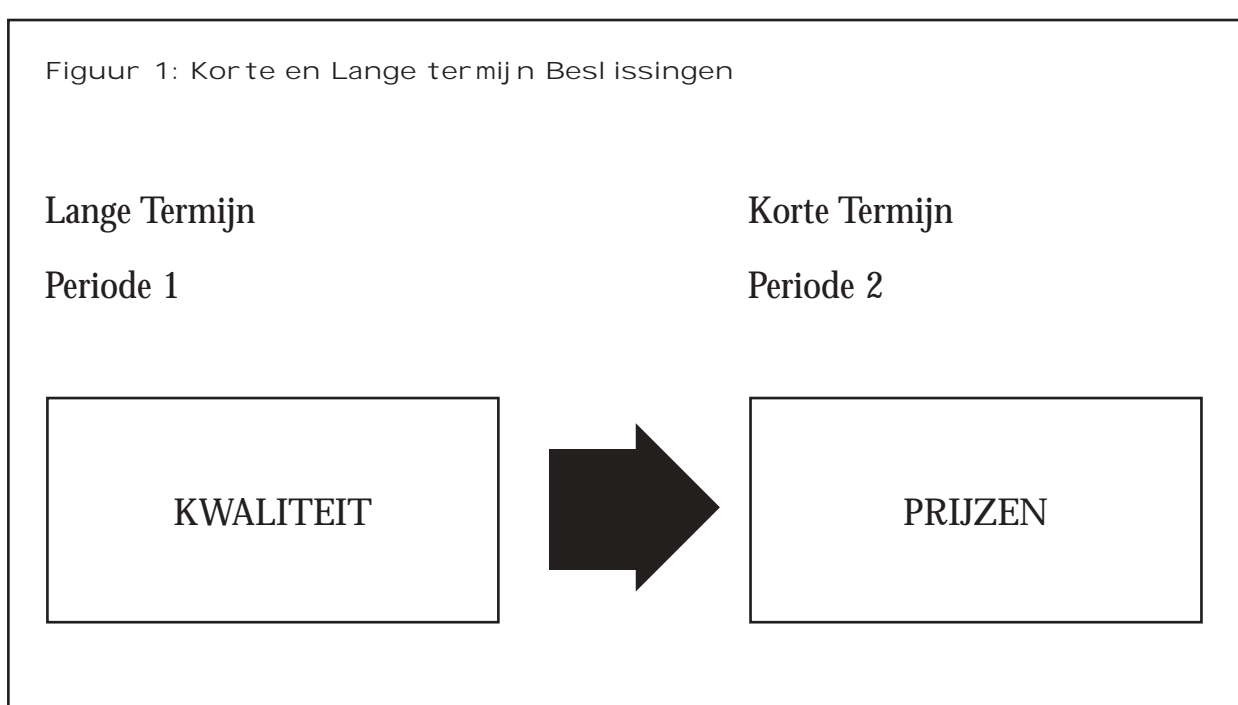 Figuur 1: Korte en Lange termijn Beslissingen
Lange Termijn
Korte Termijn
Periode 1
Periode 2
KWALITEIT
PRIJZEN